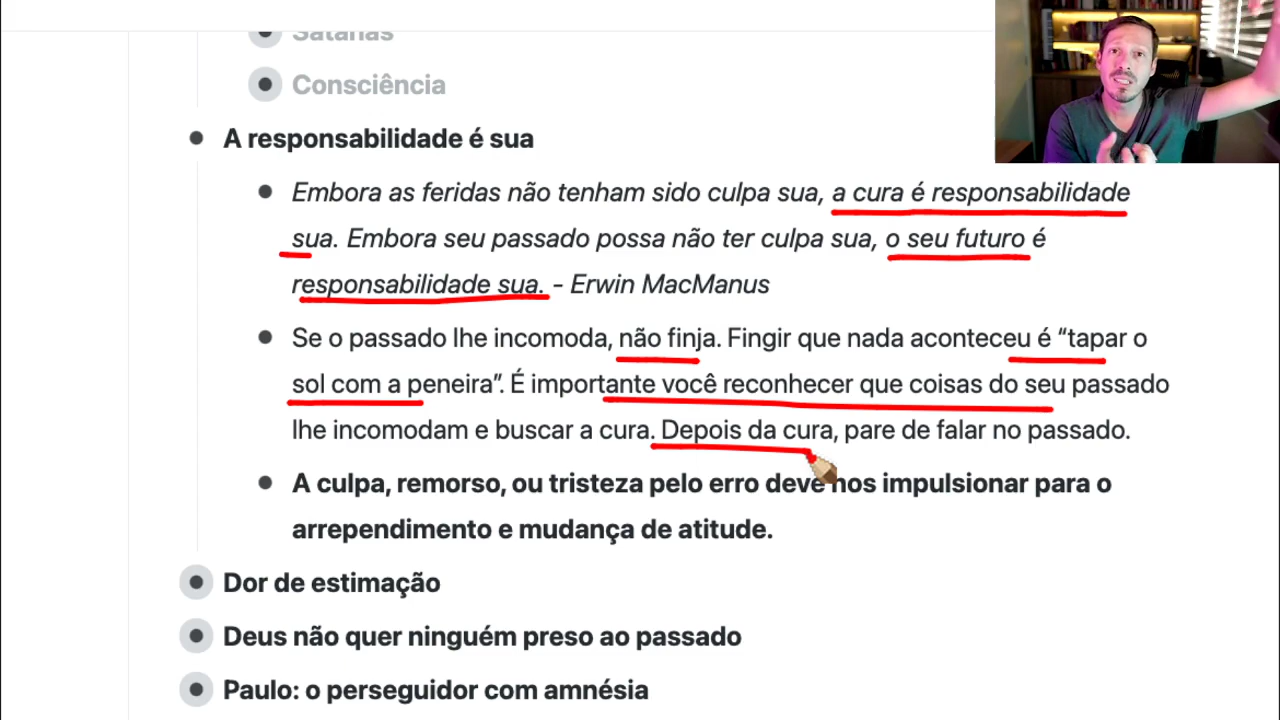 Satanás
Consciência
A responsabilidade é sua
Embora as feridas não tenham sido culpa sua, a cura é responsabilidade
sua. Embora seu passado possa não ter culpa sua, o seu futuro é
responsabilidade sua. - Erwin MacManus
Se o passado lhe incomoda, não finja. Fingir que nada aconteceu é “tapar o
sol com a peneira”. É importante você reconhecer que coisas do seu passado
lhe incomodam e buscar a cura. Depois da cura, pare de falar no passado.
A culpa, remorso, ou tristeza pelo erro deve nos impulsionar para o
arrependimento e mudança de atitude.
Dor de estimação
Deus não quer ninguém preso ao passado
Paulo: o perseguidor com amnésia